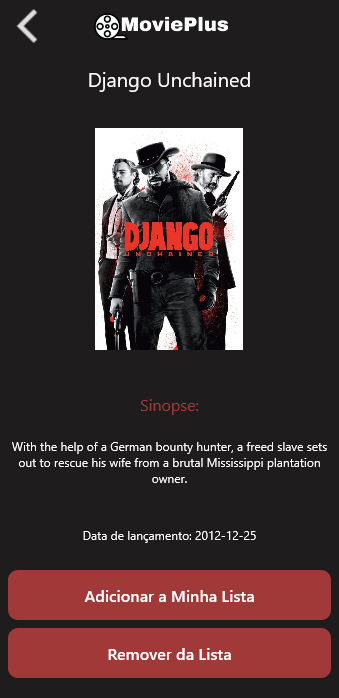 MoviePlus
Django Unchained
DJANGO
UNCHAINED
Sinopse:
With the help of a German bounty hunter, a freed slave sets
out to rescue his wife from a brutal Mississippi plantation
owner.
Data de lançamento: 2012-12-25
Adicionar a Minha Lista
Remover da Lista